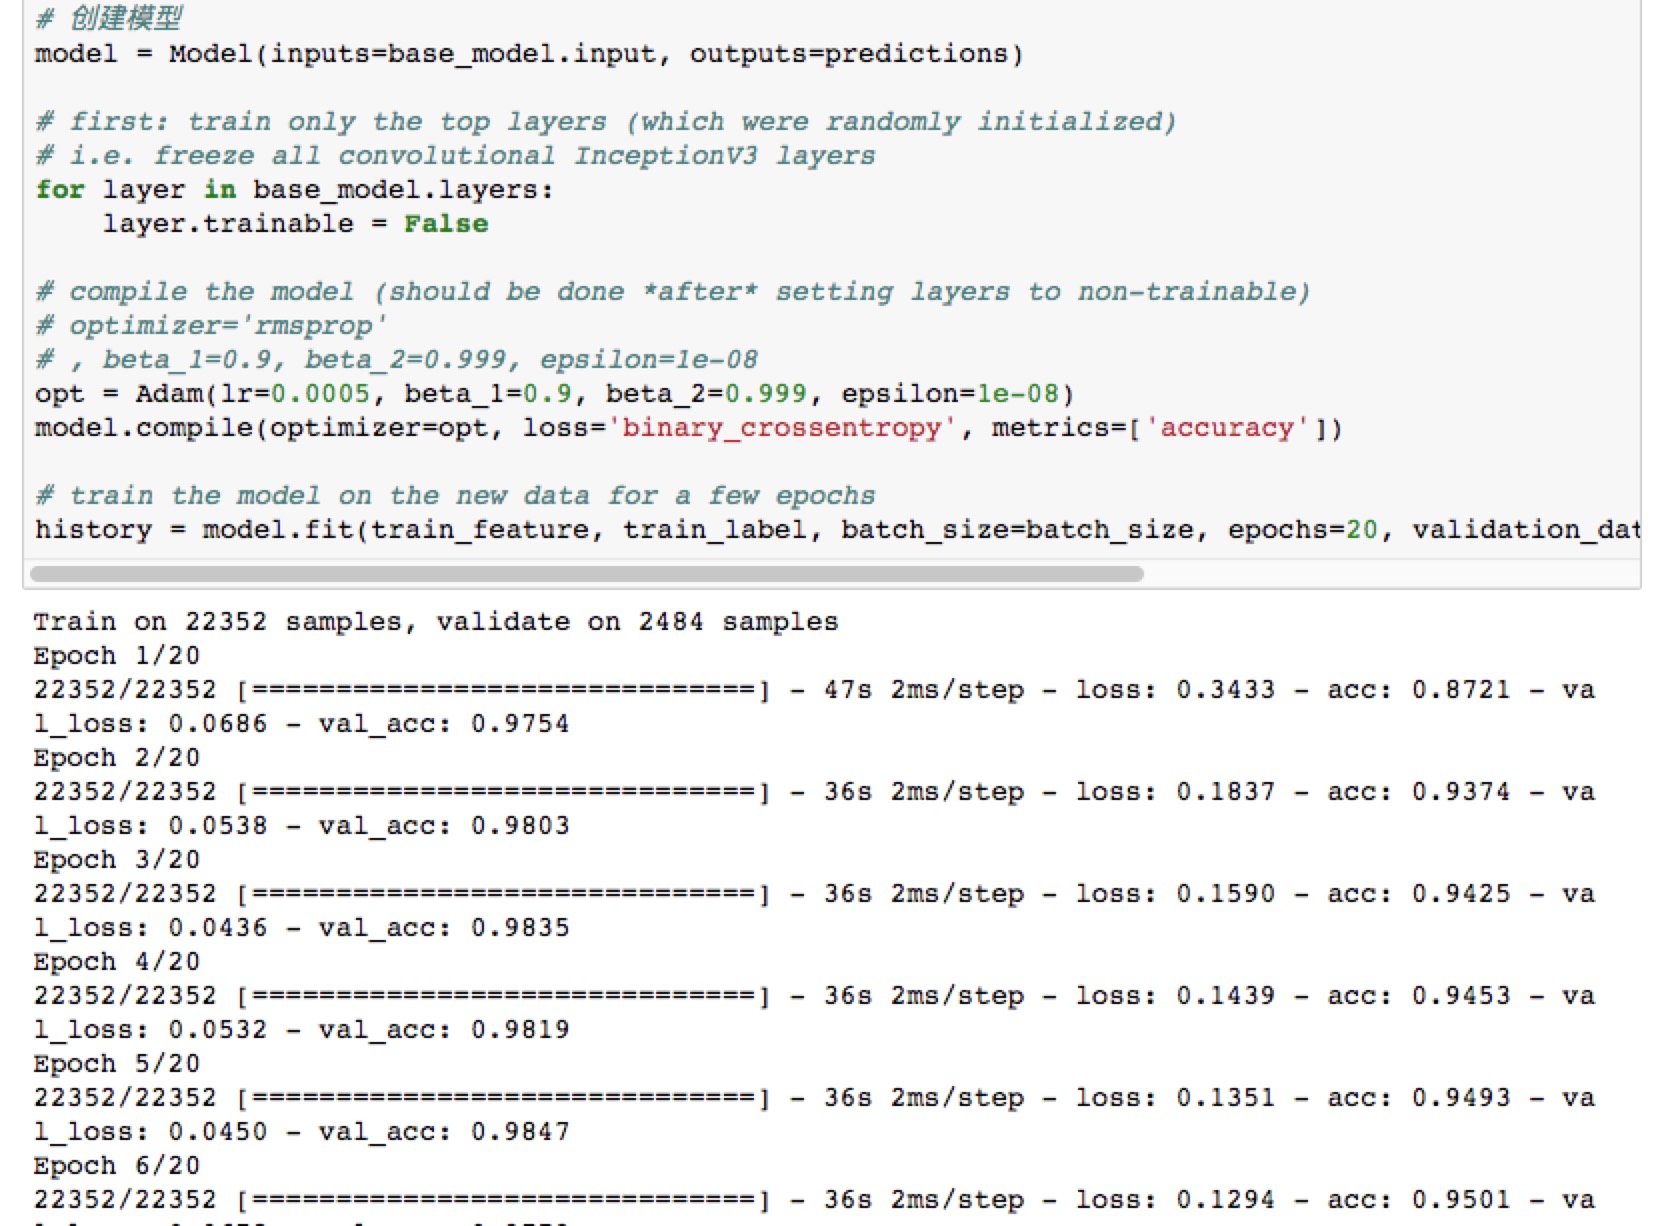 # 创建模型
model = Model(inputs=base_model.input, outputs=predictions)
# first: train only the top layers (which were randomly initialized)
# i.e. freeze all convolutional InceptionV3 layers
for layer in base_model.layers:
    layer.trainable = False
# compile the model (should be done *after* setting layers to non-trainable)
# optimizer='rmsprop'
# , beta_1=0.9, beta_2=0.999, epsilon=1e-08
opt = Adam(lr=0.0005, beta_1=0.9, beta_2=0.999, epsilon=1e-08)
model.compile(optimizer=opt, loss='binary_crossentropy', metrics=['accuracy'])
# train the model on the new data for a few epochs
history = model.fit(train_feature, train_label, batch_size=batch_size, epochs=20, validation_dat
Train on 22352 samples, validate on 2484 samples
Epoch 1/20
22352/22352 [==============================] - 47s 2ms/step - loss: 0.3433 - acc: 0.8721 - va
l_loss: 0.0686 - val_acc: 0.9754
Epoch 2/20
22352/22352 [==============================] - 36s 2ms/step - loss: 0.1837 - acc: 0.9374 - va
l_loss: 0.0538 - val_acc: 0.9803
Epoch 3/20
22352/22352 [==============================] - 36s 2ms/step - loss: 0.1590 - acc: 0.9425 - va
l_loss: 0.0436 - val_acc: 0.9835
Epoch 4/20
22352/22352 [==============================] - 36s 2ms/step - loss: 0.1439 - acc: 0.9453 - va
l_loss: 0.0532 - val_acc: 0.9819
Epoch 5/20
22352/22352 [==============================] - 36s 2ms/step - loss: 0.1351 - acc: 0.9493 - va
l_loss: 0.0450 - val_acc: 0.9847
Epoch 6/20
22352/22352 [==============================] - 36s 2ms/step - loss: 0.1294 - acc: 0.9501 - va